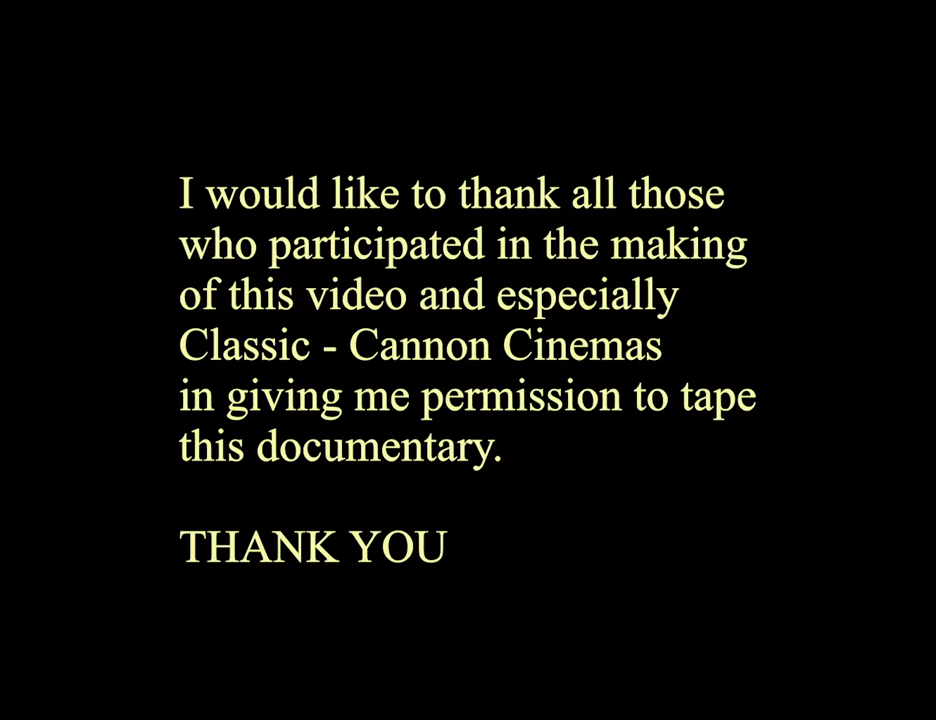 I would like to thank all those
who participated in the making
of this video and especially
Classic - Cannon Cinemas
in giving me permission to tape
this documentary.
THANK YOU